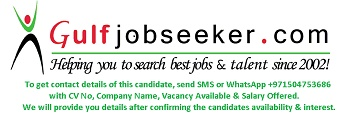 Gulfjobseeker.com
Helping you to search best jobs & talent since 2002!
To get contact details of this candidate, send SMS or WhatsApp +971504753686
with CV No, Company Name, Vacancy Available & Salary Offered.
We will provide you details after confirming the candidates availability & interest.